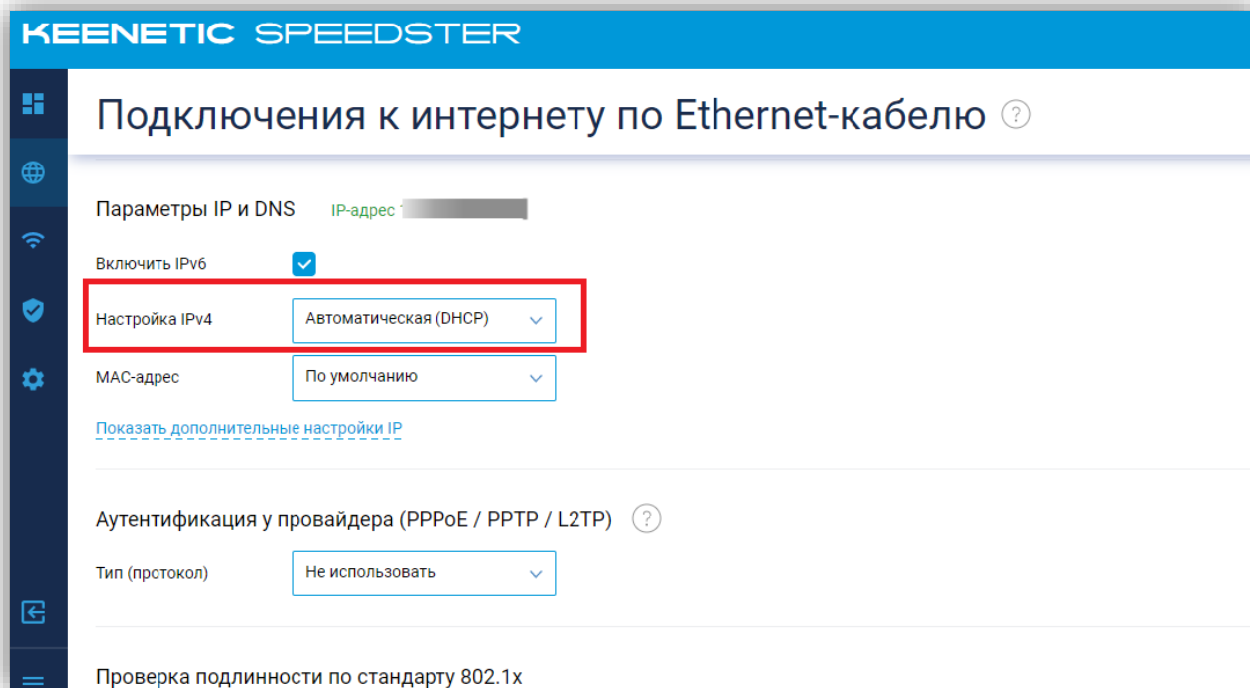 KEENETIC SPEEDSTER
Подключения к интернету по Ethernet-кабелю ?
Параметры IP и DNS IP-адрес
Включить IPv6
Настройка IPv4 Автоматическая (DHCP)
МАС-адрес По умолчанию
Показать дополнительные настройки IP
Аутентификация у провайдера (PPPoE / PPTP / L2TP) ?
Тип (протокол) Не использовать
Проверка подлинности по стандарту 802.1x